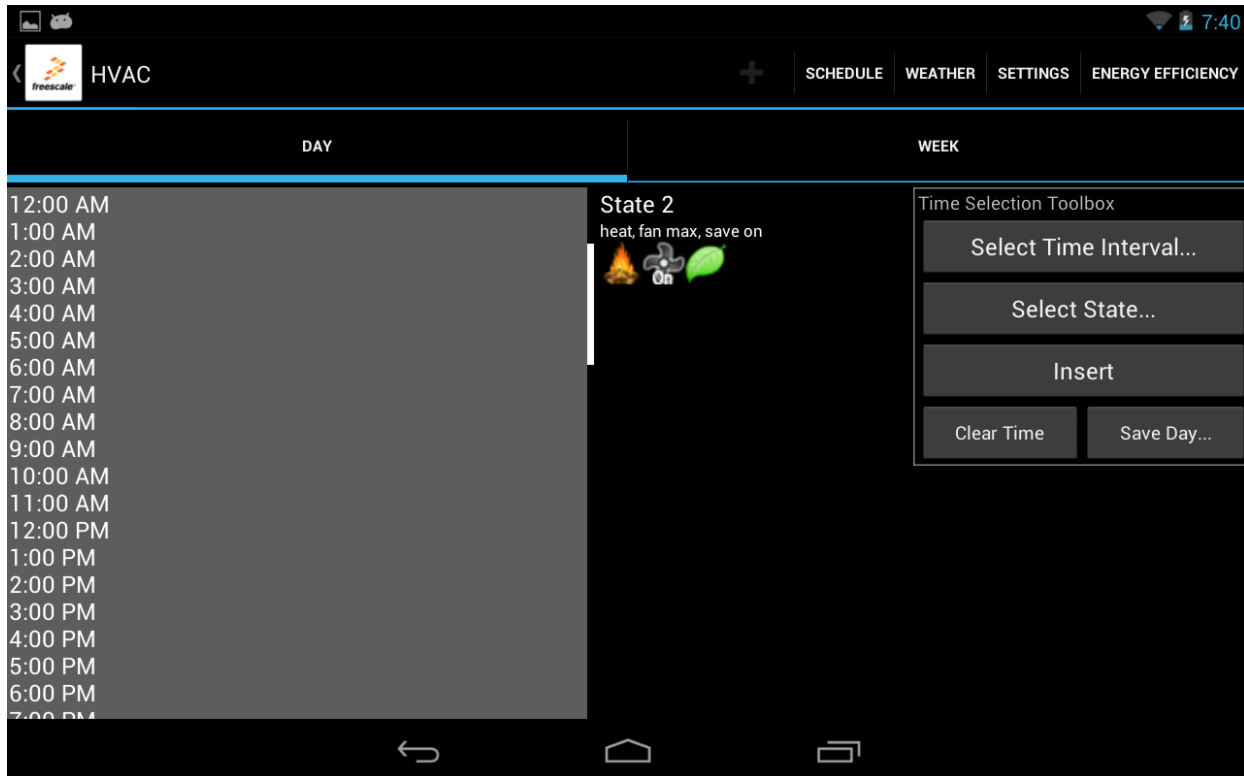 7:40
freescale
HVAC
SCHEDULE
WEATHER
SETTINGS
ENERGY EFFICIENCY
DAY
WEEK
12:00 AM
1:00 AM
2:00 AM
3:00 AM
4:00 AM
5:00 AM
6:00 AM
7:00 AM
8:00 AM
9:00 AM
10:00 AM
11:00 AM
12:00 PM
1:00 PM
2:00 PM
3:00 PM
4:00 PM
5:00 PM
6:00 PM
7:00 PM
State 2
heat, fan max, save on
On
Time Selection Toolbox
Select Time Interval...
Select State...
Insert
Clear Time
Save Day...